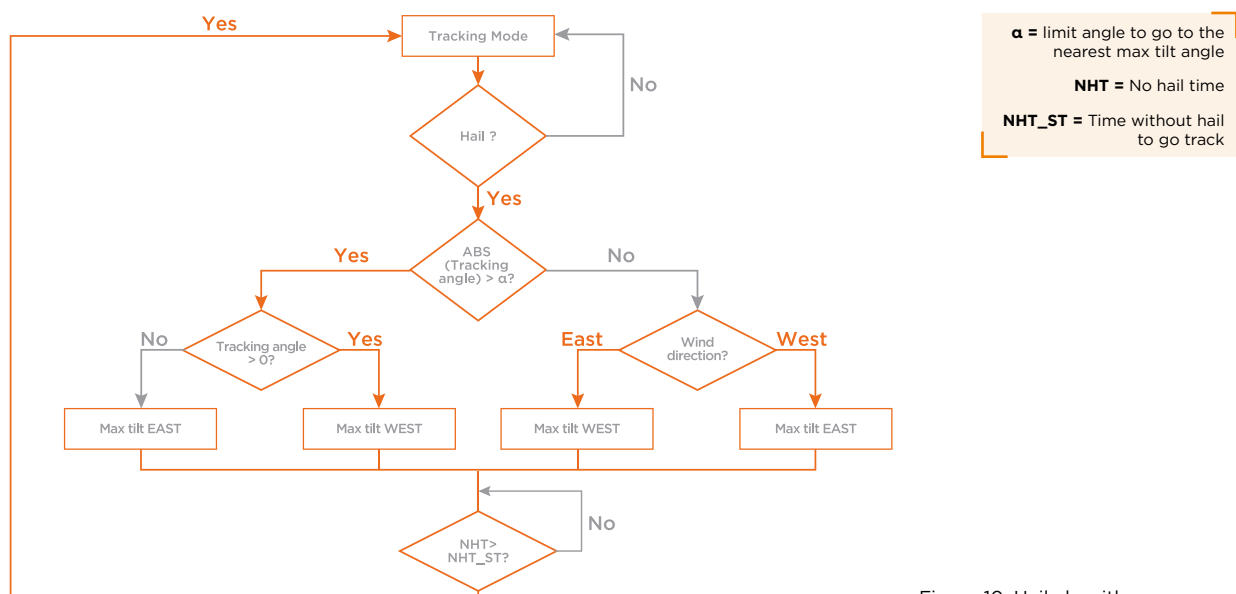 Yes
Tracking Mode
No
Hail ?
Yes
Yes
ABS
(Tracking
angle) > α?
No
No
Tracking angle
> 0?
Yes
East
Wind
direction?
West
Max tilt EAST
Max tilt WEST
Max tilt WEST
Max tilt EAST
No
NHT>
NHT_ST?
α = limit angle to go to the
nearest max tilt angle
NHT = No hail time
NHT_ST = Time without hail
to go track